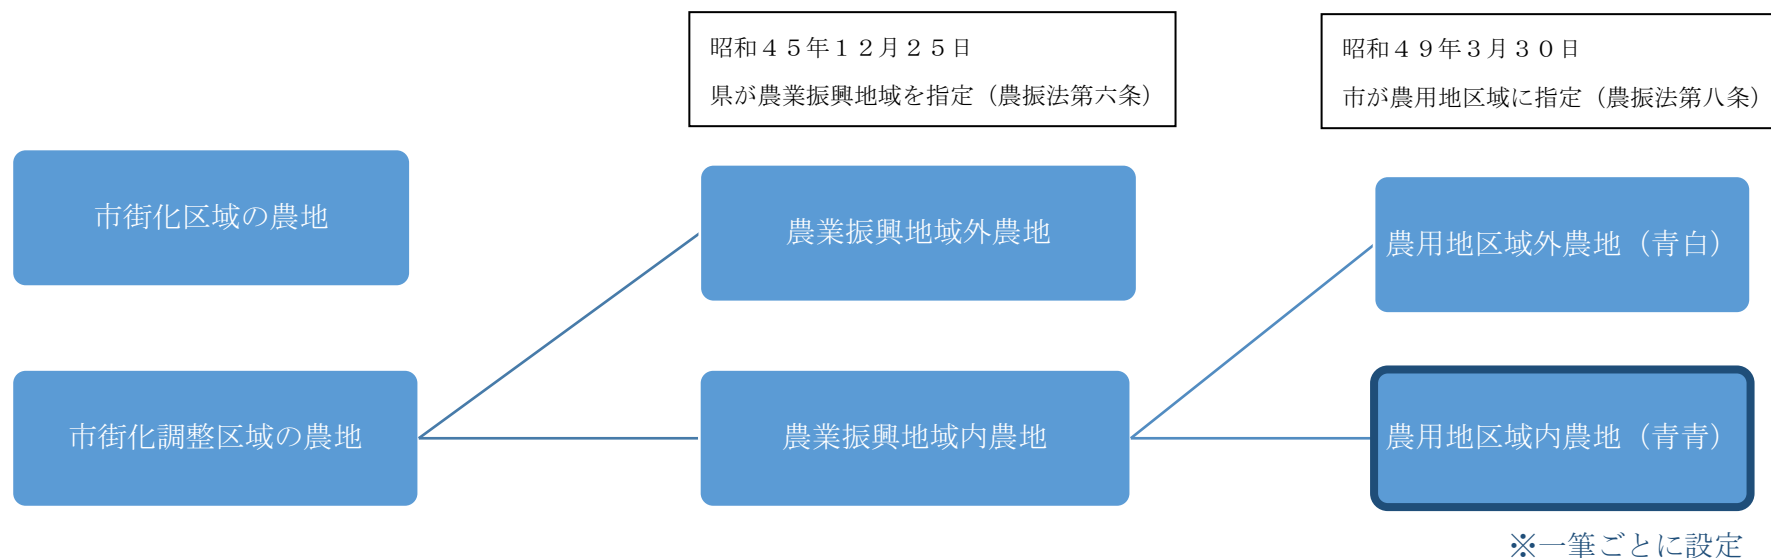 昭和４５年１２月２５日
県が農業振興地域を指定（農振法第六条）
昭和４９年３月３０日
市が農用地区域に指定（農振法第八条）
市街化区域の農地
農業振興地域外農地
農用地区域外農地（青白）
市街化調整区域の農地
農業振興地域内農地
農用地区域内農地（青青）
※一筆ごとに設定